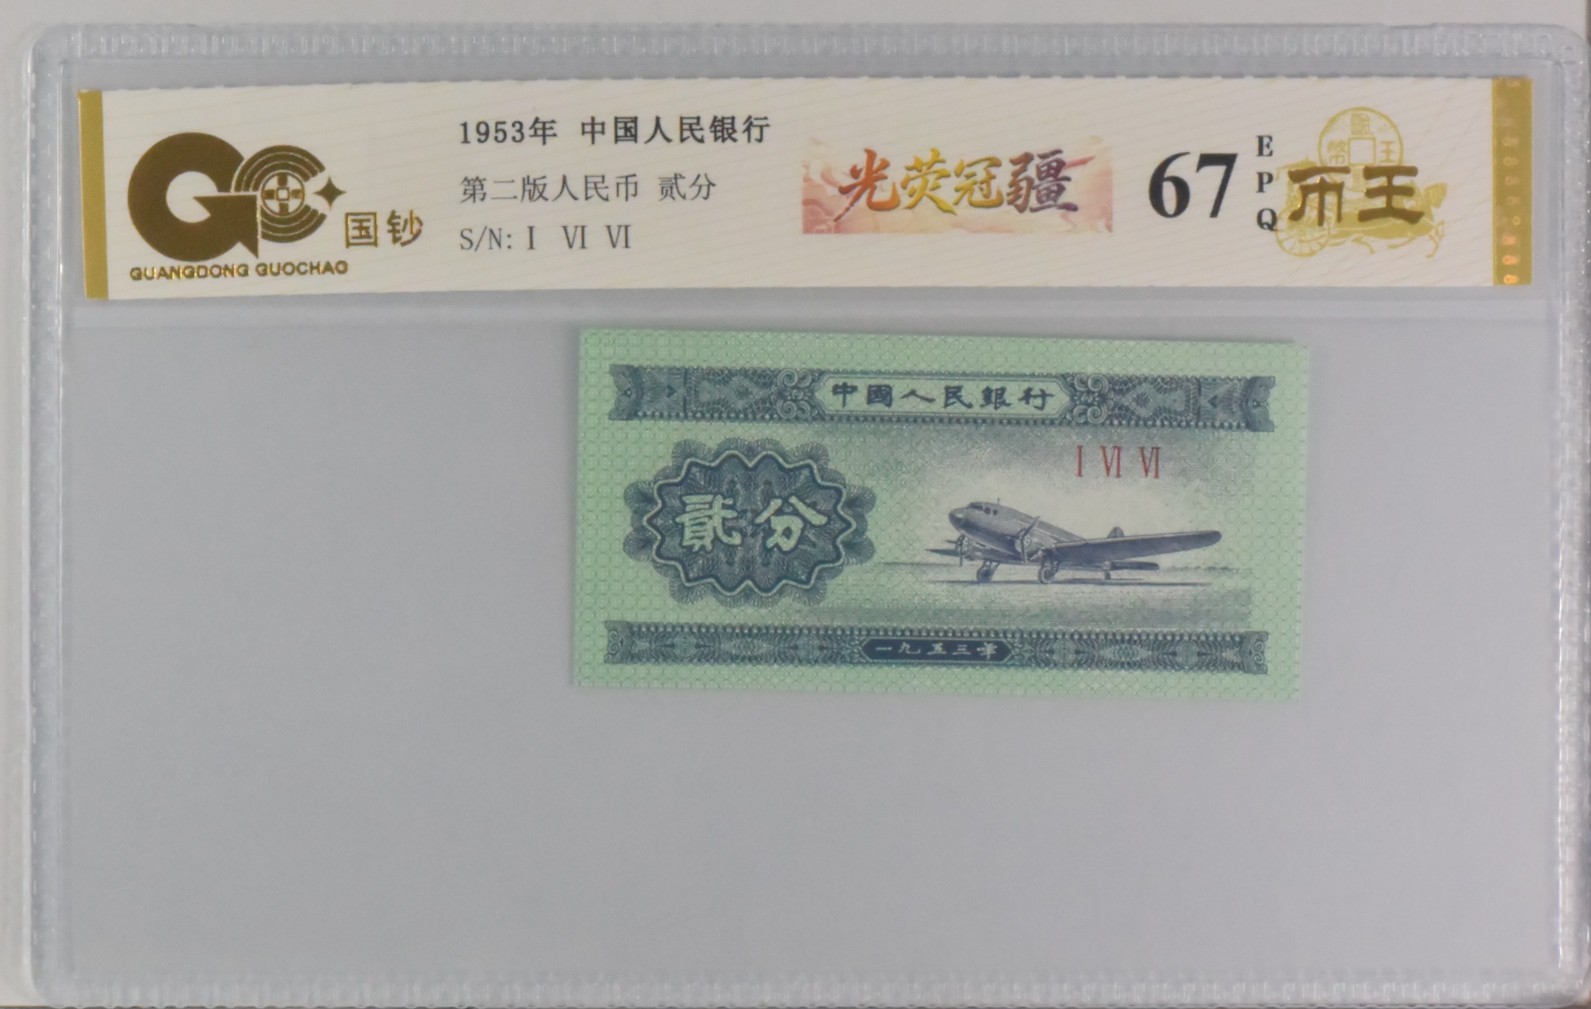 1953年 中国人民银行
第二版人民币 贰分
S/N: I VI VI
国钞
GUANGDONG GUOCHAO
光荧冠疆
67
EPQ
币王
中國人民銀行
I VI VI
貳分
一九五三年